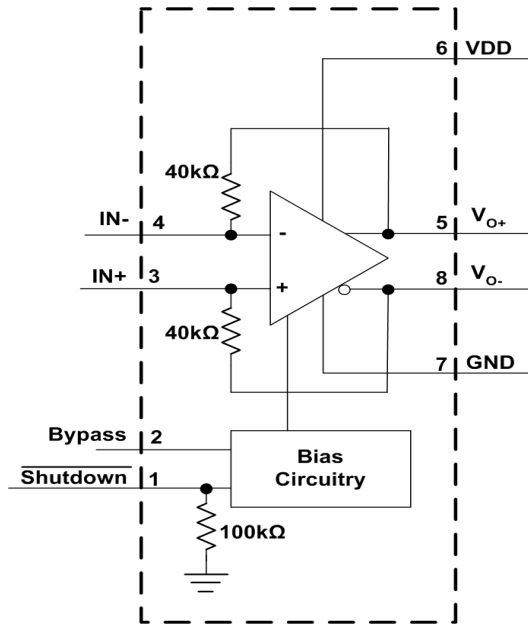 6 VDD
40kΩ
IN- 4
-
5 VO+
IN+ 3
+
8 VO-
40kΩ
7 GND
Bypass 2
Bias
Circuitry
Shutdown 1
100kΩ